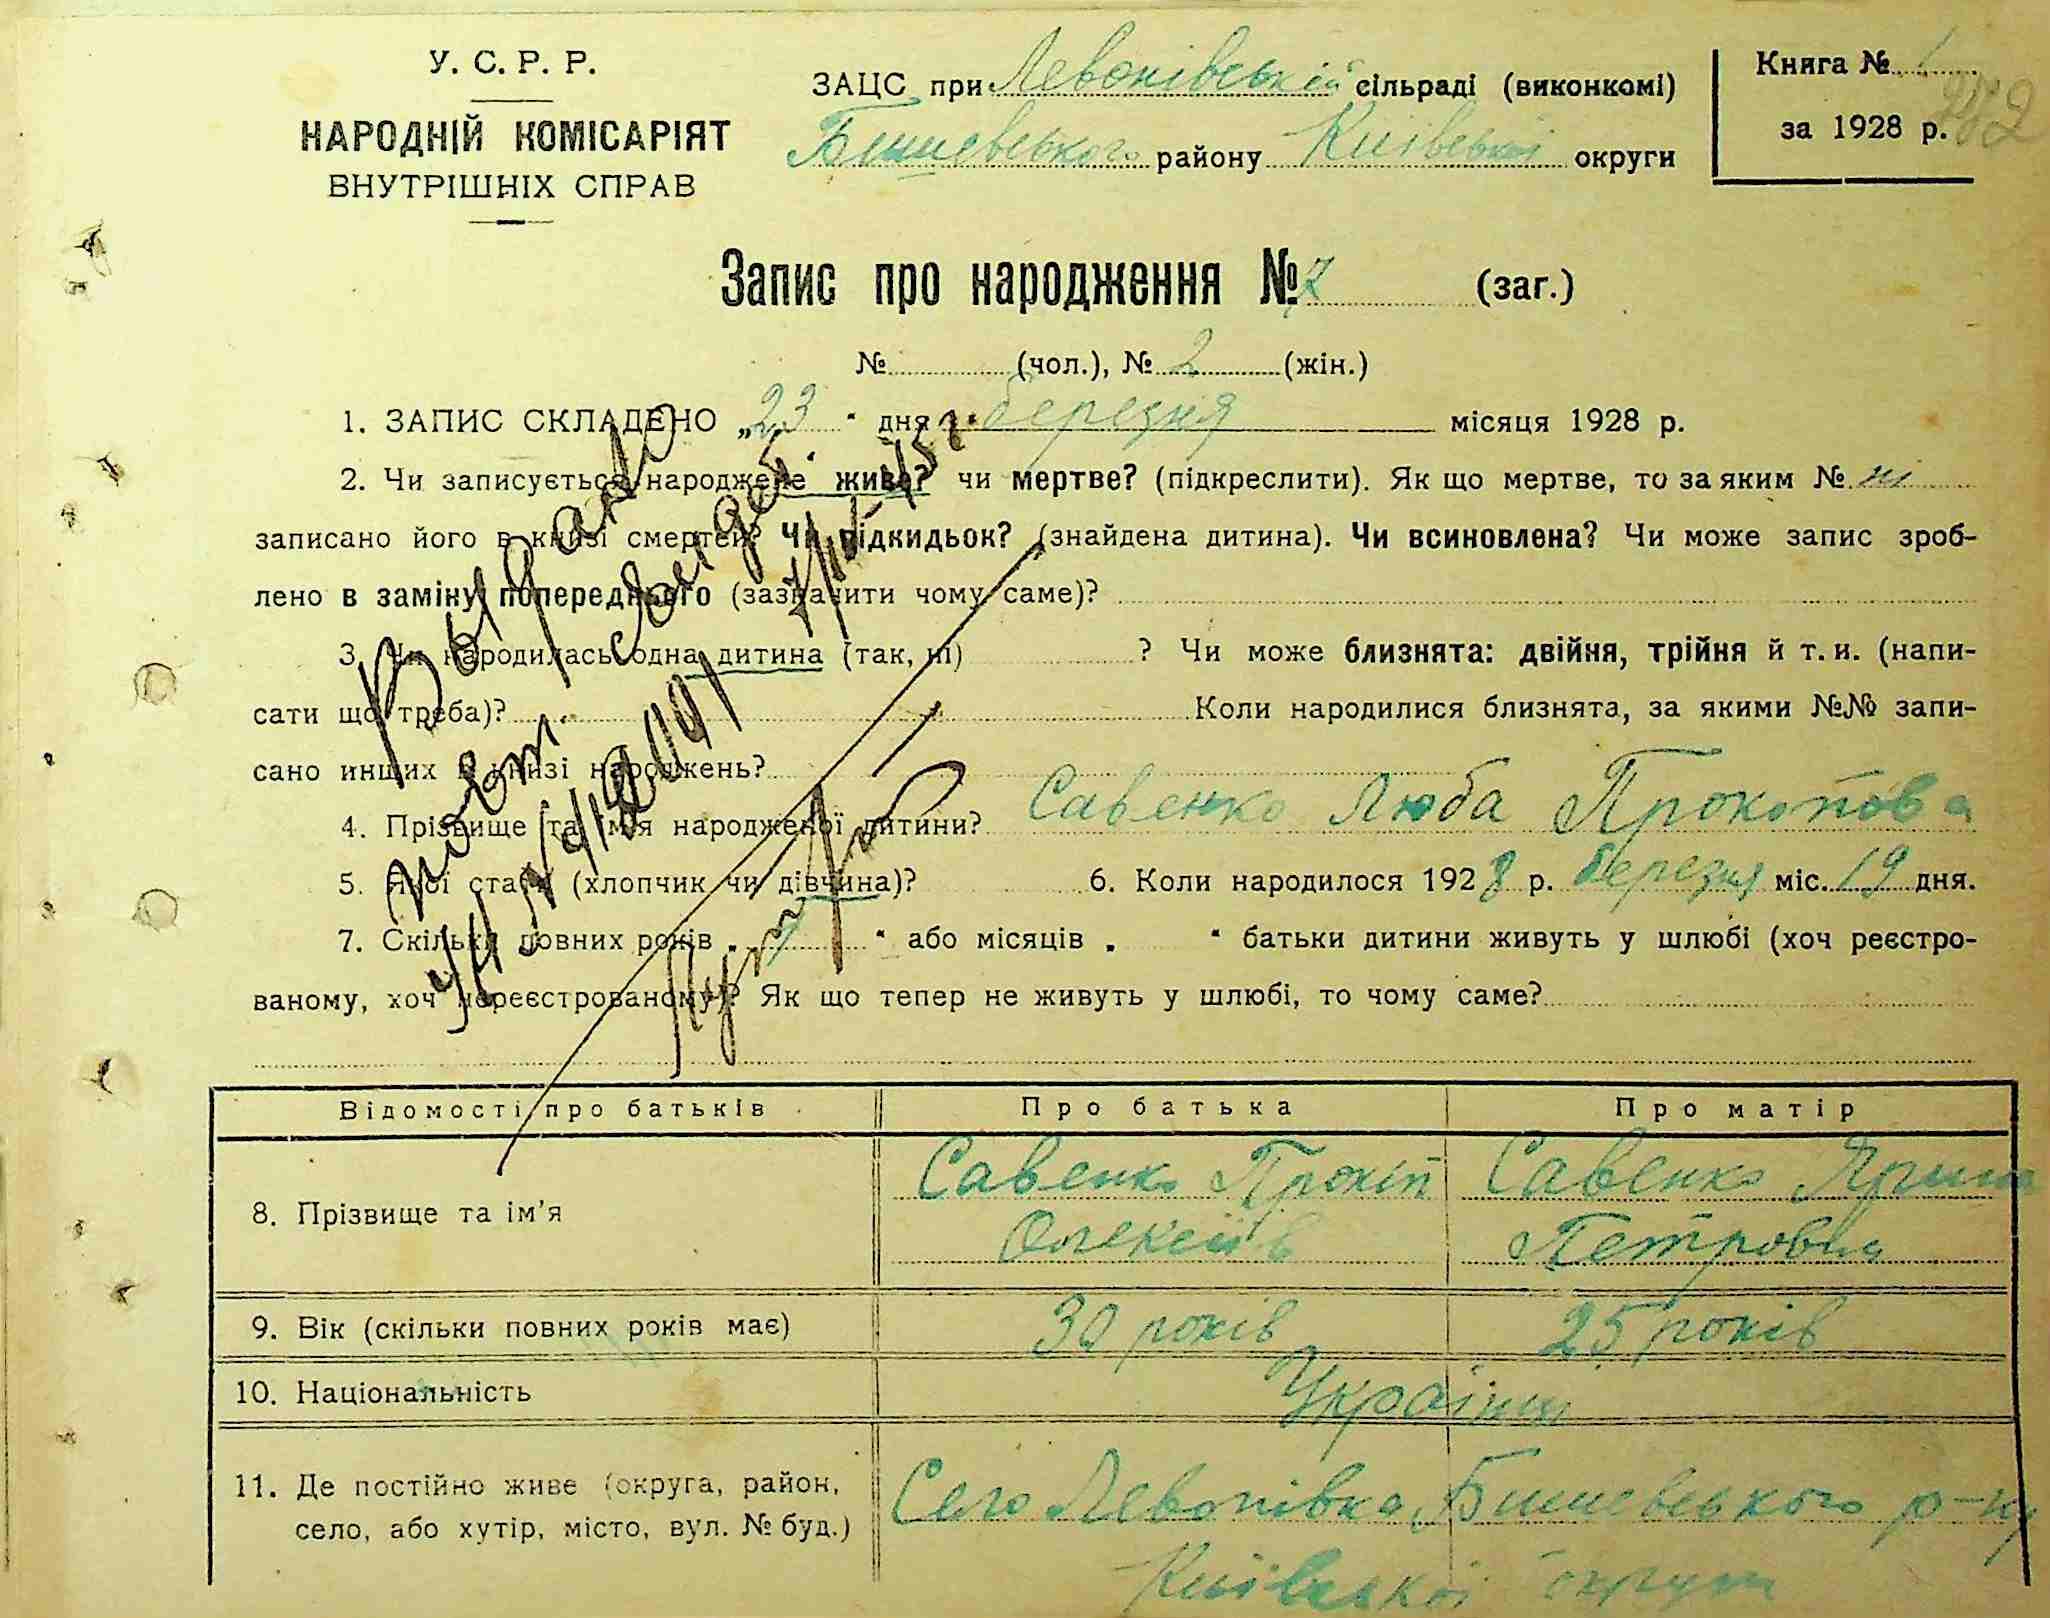 У. С. Р. Р.
НАРОДНІЙ КОМІСАРІЯТ
ВНУТРІШНІХ СПРАВ
ЗАЦС при Левонівській сільраді (виконкомі)
Бишевського району Київської округи
Книга №
за 1928 р.
Запис про народження № 7 (заг.)
№ (чол.), № 2 (жін.)
1. ЗАПИС СКЛАДЕНО „23“ дня березня місяця 1928 р.
2. Чи записується народжене живе? чи мертве? (підкреслити). Як що мертве, то за яким № ні
записано його в книзі смертей? Чи підкидьок? (знайдена дитина). Чи всиновлена? Чи може запис зроб-
лено в заміну попереднього (зазначити чому саме)?
3. Чи народилась одна дитина (так, ні) ? Чи може близнята: двійня, трійня й т. и. (напи-
сати що треба)? Коли народилися близнята, за якими №№ запи-
сано инших в книзі народжень?
4. Прізвище та ім'я народженої дитини? Савенко Люба Прокопова
5. Якої статі (хлопчик чи дівчина)? 6. Коли народилося 1928 р. березня міс. 19 дня.
7. Скільки повних років „ “ або місяців „ “ батьки дитини живуть у шлюбі (хоч реєстро-
ваному, хоч нереєстрованому)? Як що тепер не живуть у шлюбі, то чому саме?
Выдано
повт. свидет.
Відомості про батьків Про батька Про матір
8. Прізвище та ім'я Савенко Прокіп Савенко Ярина
Олексіїв Петровна
9. Вік (скільки повних років має) 30 років 25 років
10. Національність Українці
11. Де постійно живе (округа, район, село, або хутір, місто, вул. № буд.) Село Левонівка, Бишевського р-ну
Київської округи